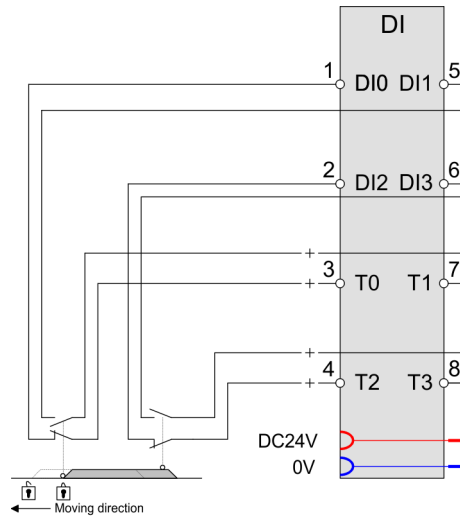 DI
1 DI0 DI1 5
2 DI2 DI3 6
+
+ 3 T0 T1 7
+
+ 4 T2 T3 8
DC24V
0V
Moving direction